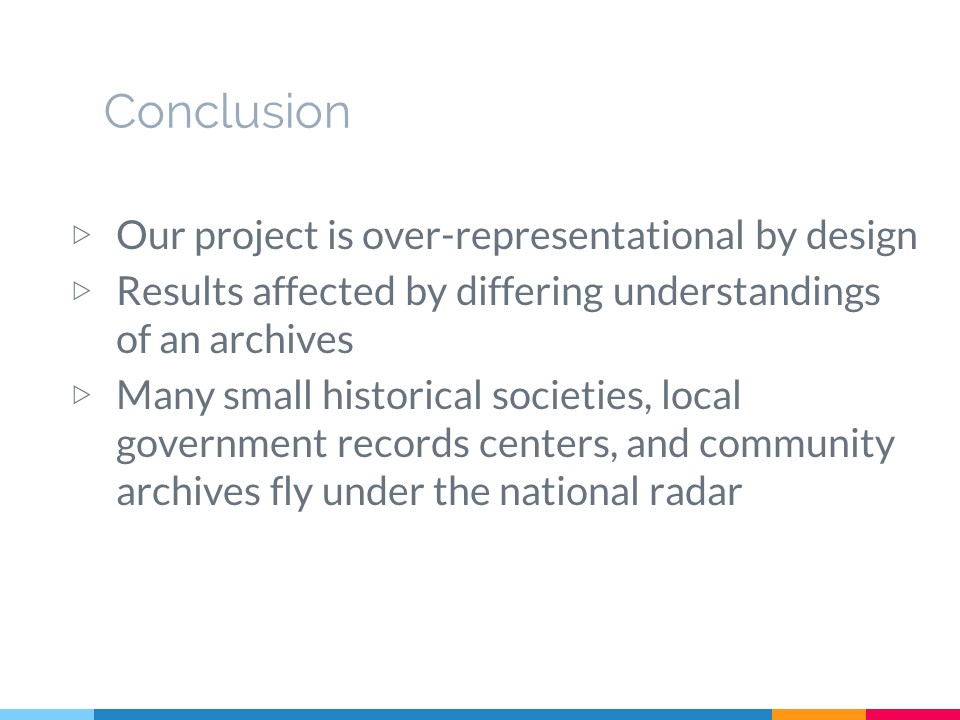 Conclusion
▷ Our project is over-representational by design
▷ Results affected by differing understandings
of an archives
▷ Many small historical societies, local
government records centers, and community
archives fly under the national radar